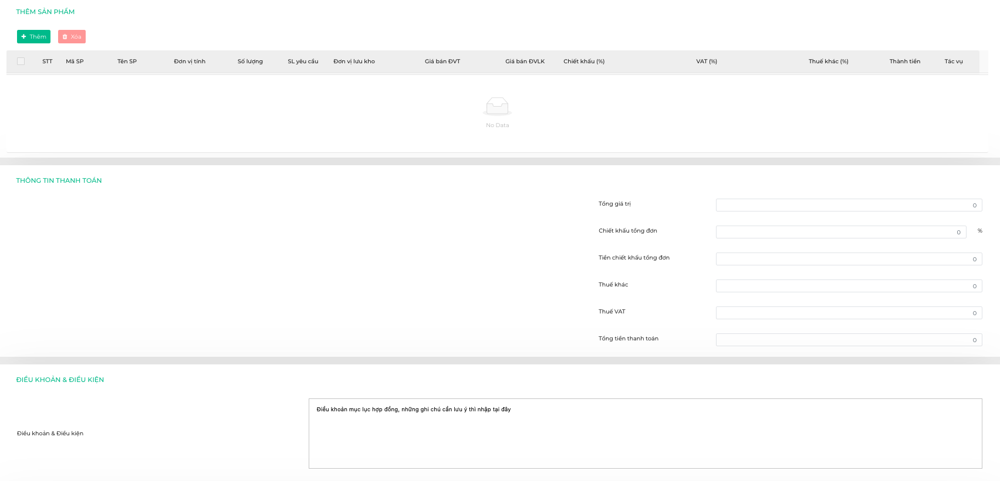 THÊM SẢN PHẨM
Thêm Xóa
STT Mã SP Tên SP Đơn vị tính Số lượng SL yêu cầu Đơn vị lưu kho Giá bán ĐVT Giá bán ĐVLK Chiết khấu (%) VAT (%) Thuế khác (%) Thành tiền Tác vụ
No Data
THÔNG TIN THANH TOÁN
Tổng giá trị 0
Chiết khấu tổng đơn 0 %
Tiền chiết khấu tổng đơn 0
Thuế khác 0
Thuế VAT 0
Tổng tiền thanh toán 0
ĐIỀU KHOẢN & ĐIỀU KIỆN
Điều khoản mục lục hợp đồng, những ghi chú cần lưu ý thì nhập tại đây
Điều khoản & Điều kiện